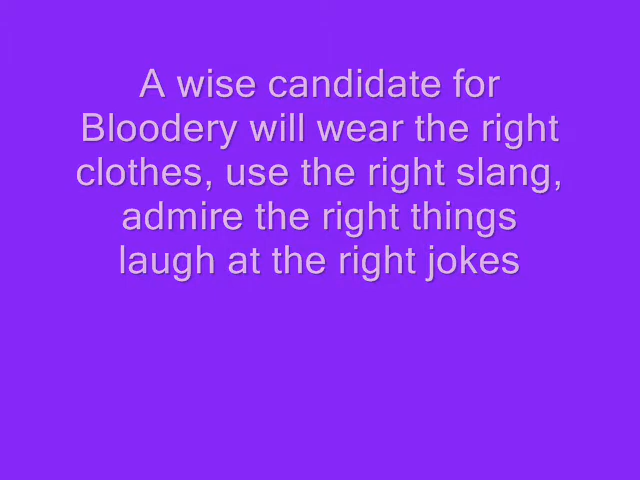 A wise candidate for
Bloodery will wear the right
clothes, use the right slang,
admire the right things
laugh at the right jokes